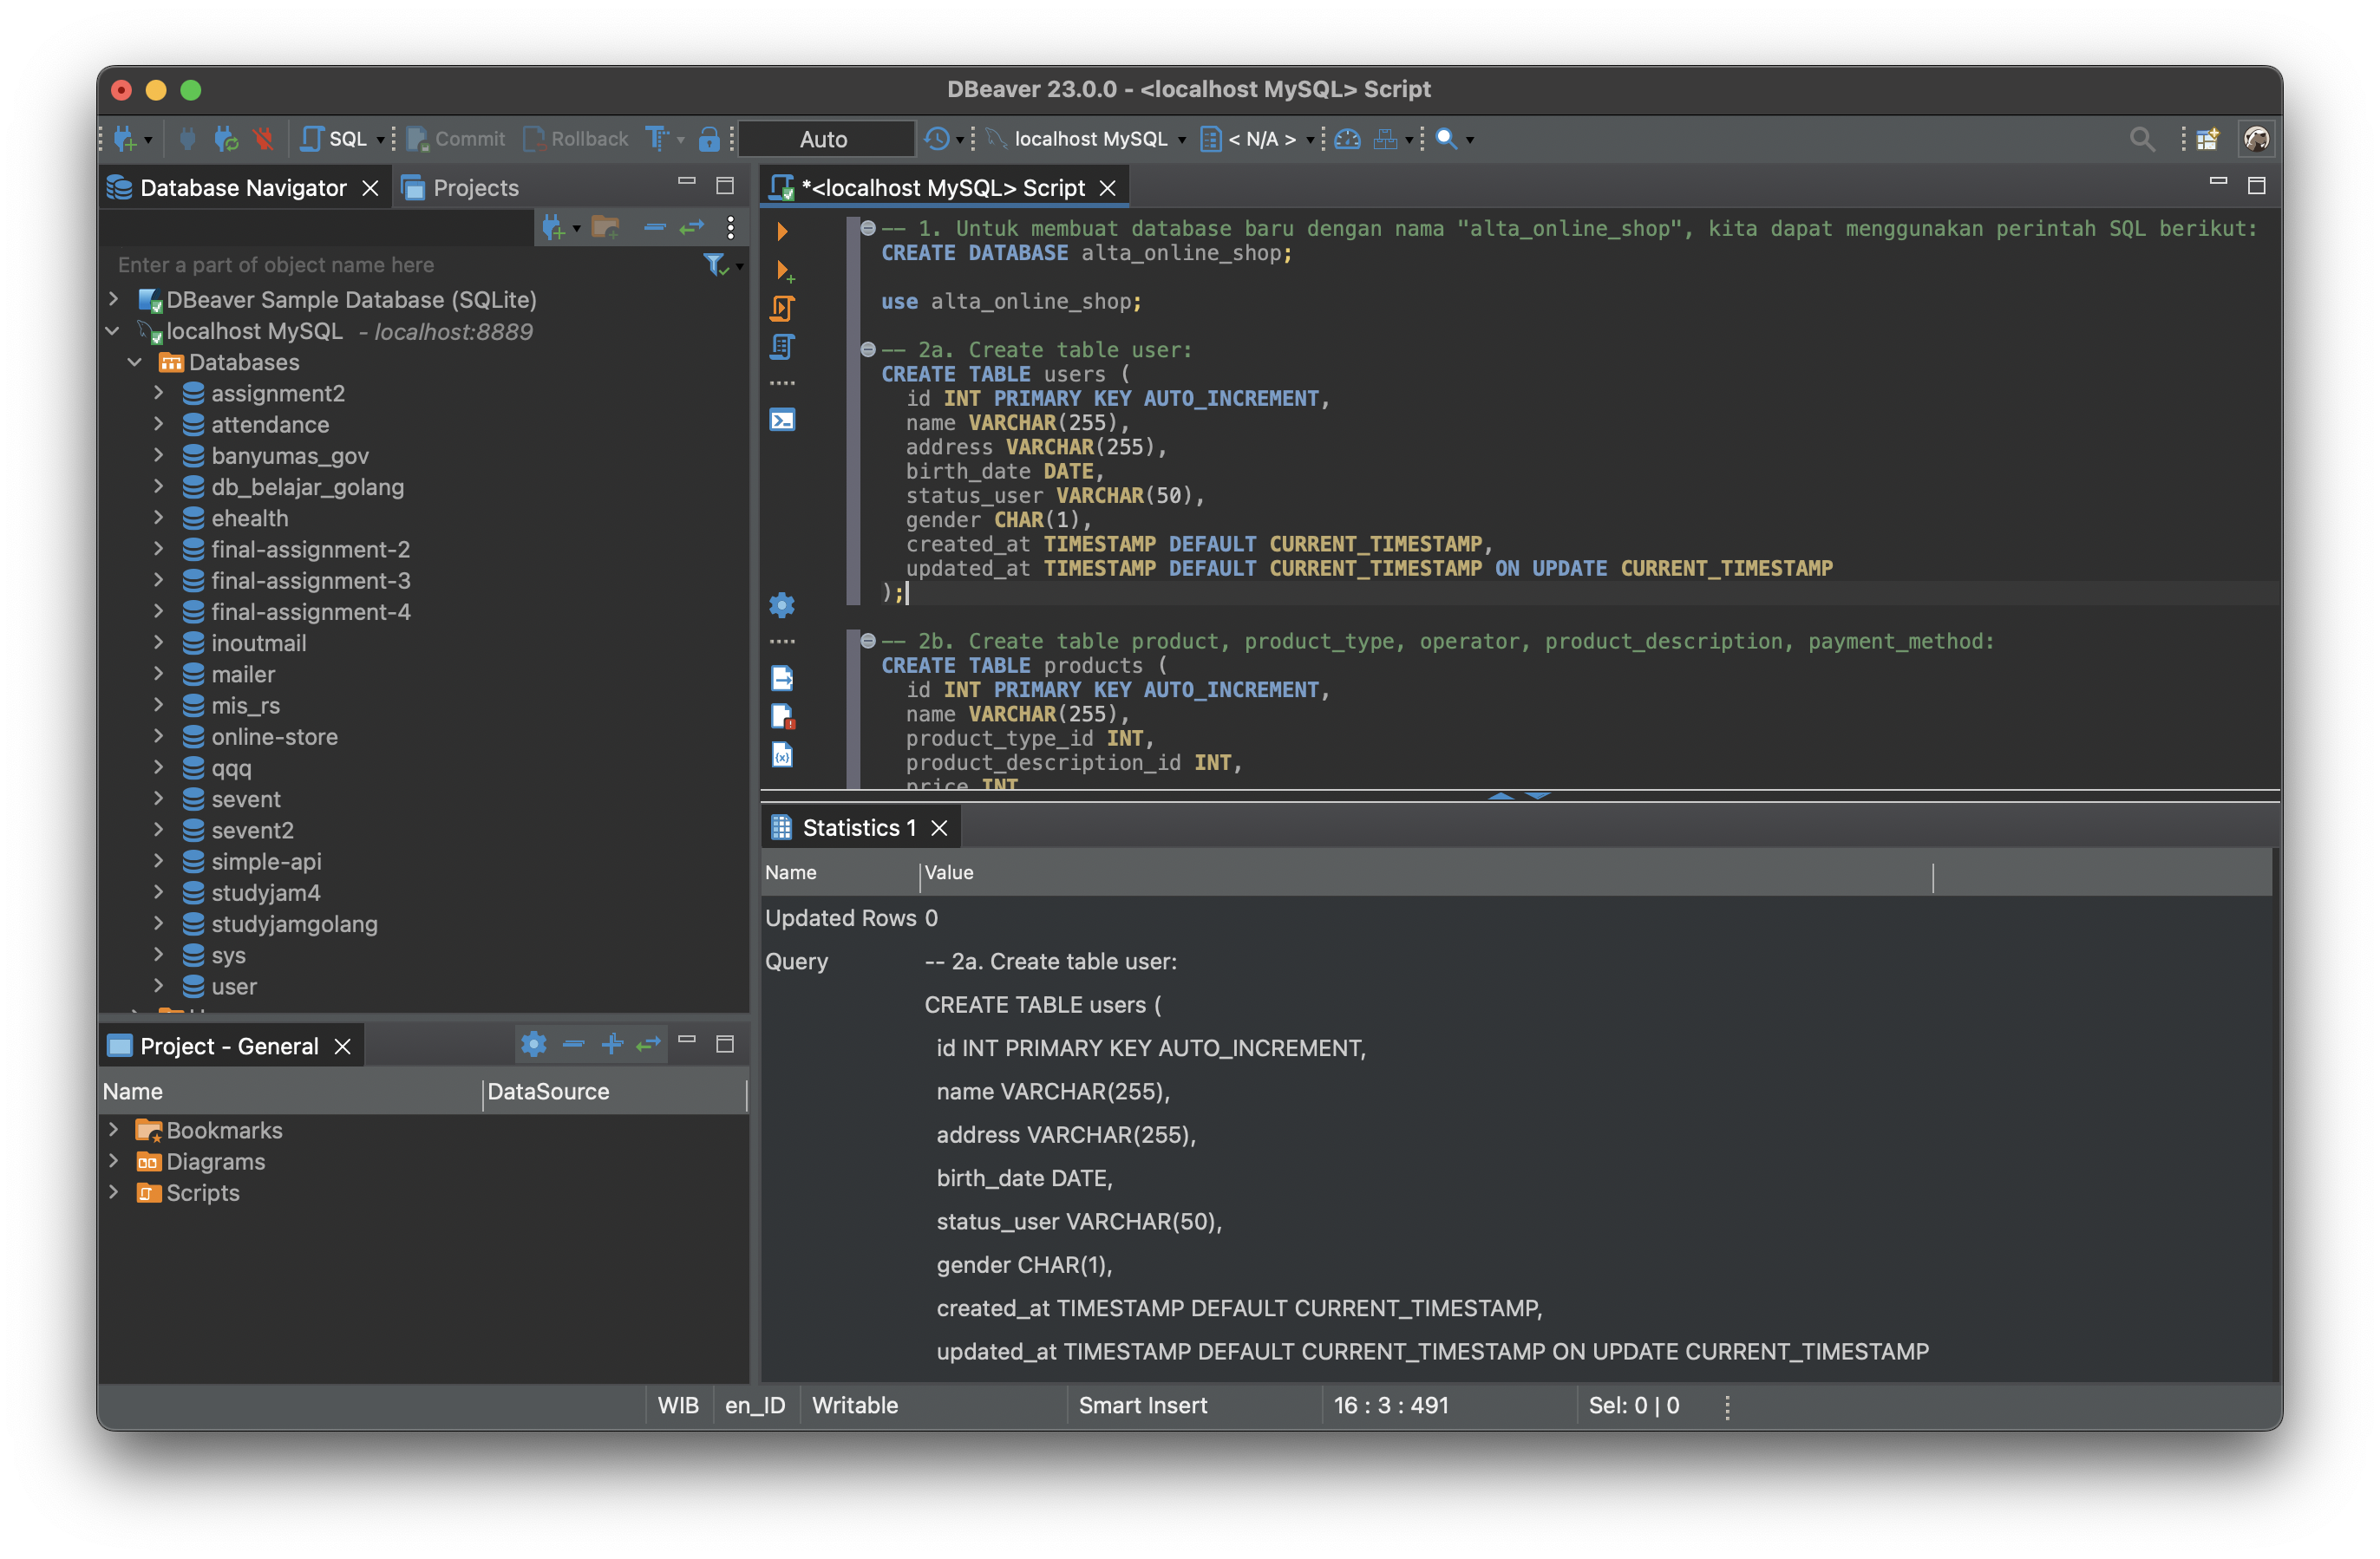 DBeaver 23.0.0 - <localhost MySQL> Script
SQL
Commit
Rollback
Auto
localhost MySQL
< N/A >
Database Navigator
Projects
Enter a part of object name here
DBeaver Sample Database (SQLite)
localhost MySQL - localhost:8889
Databases
assignment2
attendance
banyumas_gov
db_belajar_golang
ehealth
final-assignment-2
final-assignment-3
final-assignment-4
inoutmail
mailer
mis_rs
online-store
qqq
sevent
sevent2
simple-api
studyjam4
studyjamgolang
sys
user
Project - General
Name DataSource
Bookmarks
Diagrams
Scripts
*<localhost MySQL> Script
-- 1. Untuk membuat database baru dengan nama "alta_online_shop", kita dapat menggunakan perintah SQL berikut:
CREATE DATABASE alta_online_shop;
use alta_online_shop;
-- 2a. Create table user:
CREATE TABLE users (
id INT PRIMARY KEY AUTO_INCREMENT,
name VARCHAR(255),
address VARCHAR(255),
birth_date DATE,
status_user VARCHAR(50),
gender CHAR(1),
created_at TIMESTAMP DEFAULT CURRENT_TIMESTAMP,
updated_at TIMESTAMP DEFAULT CURRENT_TIMESTAMP ON UPDATE CURRENT_TIMESTAMP
);
-- 2b. Create table product, product_type, operator, product_description, payment_method:
CREATE TABLE products (
id INT PRIMARY KEY AUTO_INCREMENT,
name VARCHAR(255),
product_type_id INT,
product_description_id INT,
price INT
Statistics 1
Name Value
Updated Rows 0
Query -- 2a. Create table user:
CREATE TABLE users (
id INT PRIMARY KEY AUTO_INCREMENT,
name VARCHAR(255),
address VARCHAR(255),
birth_date DATE,
status_user VARCHAR(50),
gender CHAR(1),
created_at TIMESTAMP DEFAULT CURRENT_TIMESTAMP,
updated_at TIMESTAMP DEFAULT CURRENT_TIMESTAMP ON UPDATE CURRENT_TIMESTAMP
WIB en_ID Writable Smart Insert 16 : 3 : 491 Sel: 0 | 0